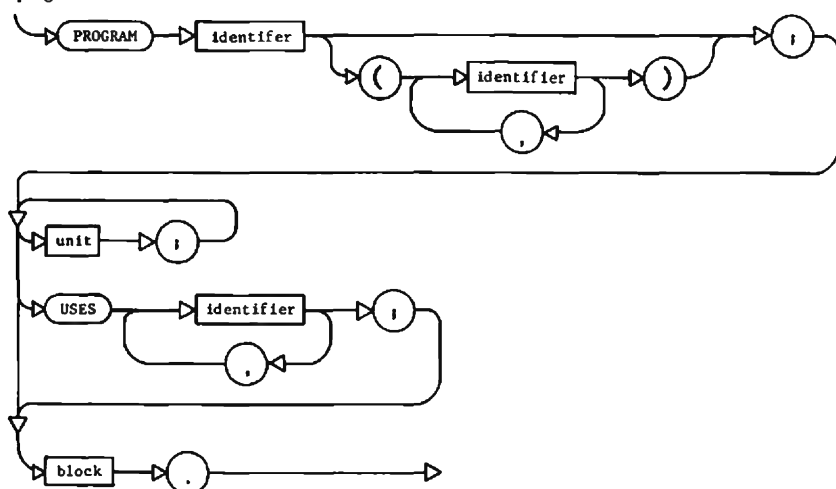 PROGRAM identifer ;
( identifier )
,
unit ;
USES identifier ;
,
block .